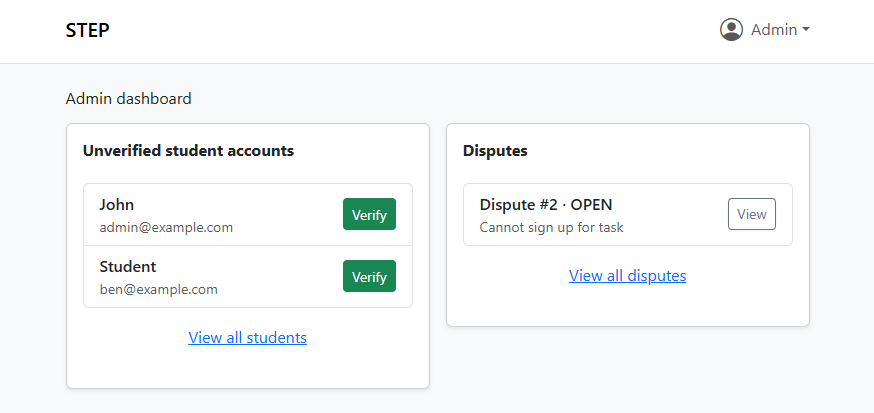 STEP
Admin
Admin dashboard
Unverified student accounts
John
admin@example.com
Verify
Student
ben@example.com
Verify
View all students
Disputes
Dispute #2 · OPEN
Cannot sign up for task
View
View all disputes